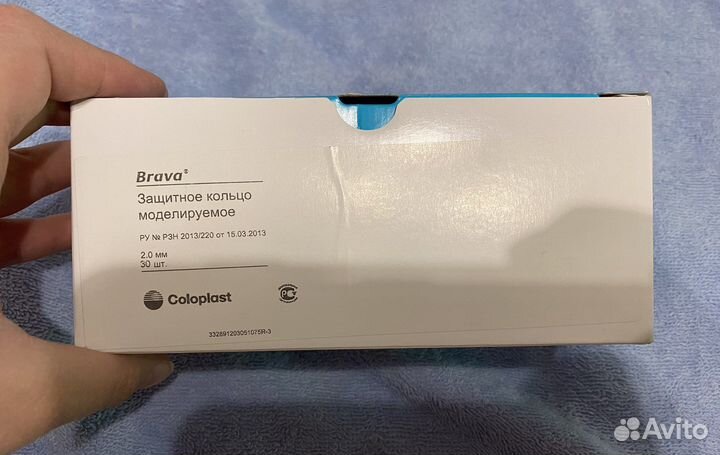 Brava®
Защитное кольцо
моделируемое
РУ № РЗН 2013/220 от 15.03.2013
2.0 мм
30 шт.
Coloplast
332891203051075R-3
Avito